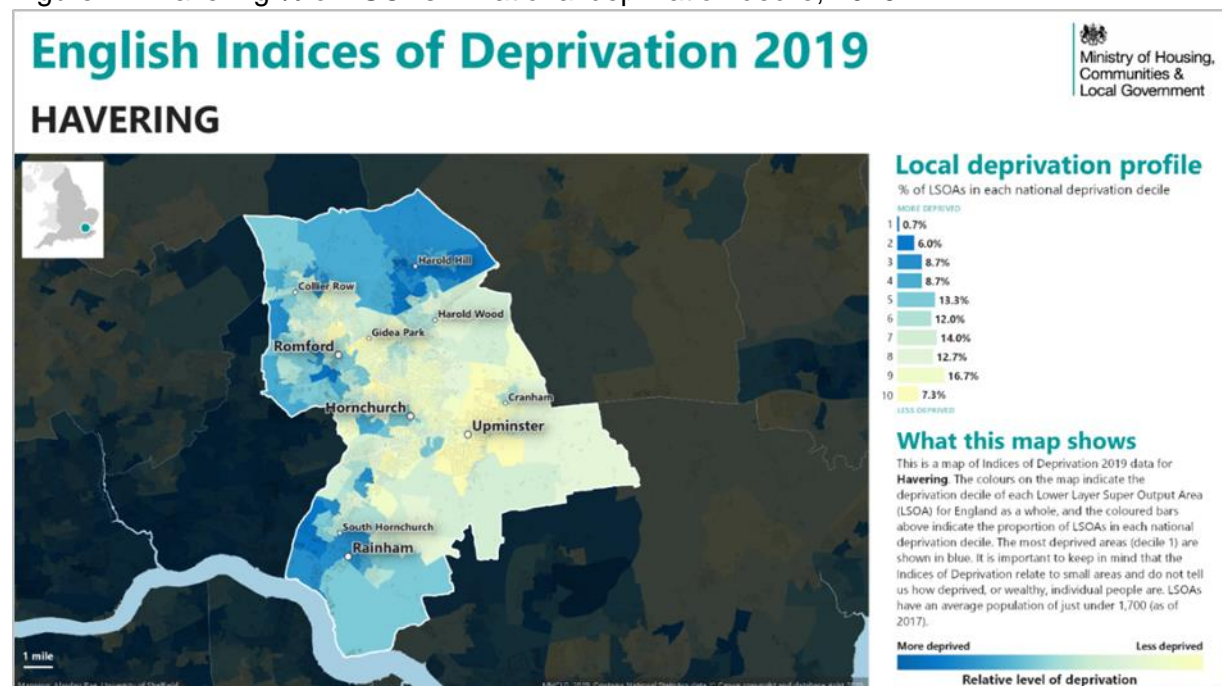 English Indices of Deprivation 2019
Ministry of Housing,
Communities &
Local Government
HAVERING
Harold Hill
Collier Row
Harold Wood
Gidea Park
Romford
Cranham
Hornchurch
Upminster
South Hornchurch
Rainham
1 mile
Local deprivation profile
% of LSOAs in each national deprivation decile
MORE DEPRIVED
1 0.7%
2 6.0%
3 8.7%
4 8.7%
5 13.3%
6 12.0%
7 14.0%
8 12.7%
9 16.7%
10 7.3%
LESS DEPRIVED
What this map shows
This is a map of Indices of Deprivation 2019 data for
Havering. The colours on the map indicate the
deprivation decile of each Lower Layer Super Output Area
(LSOA) for England as a whole, and the coloured bars
above indicate the proportion of LSOAs in each national
deprivation decile. The most deprived areas (decile 1) are
shown in blue. It is important to keep in mind that the
Indices of Deprivation relate to small areas and do not tell
us how deprived, or wealthy, individual people are. LSOAs
have an average population of just under 1,700 (as of
2017).
More deprived Less deprived
Relative level of deprivation